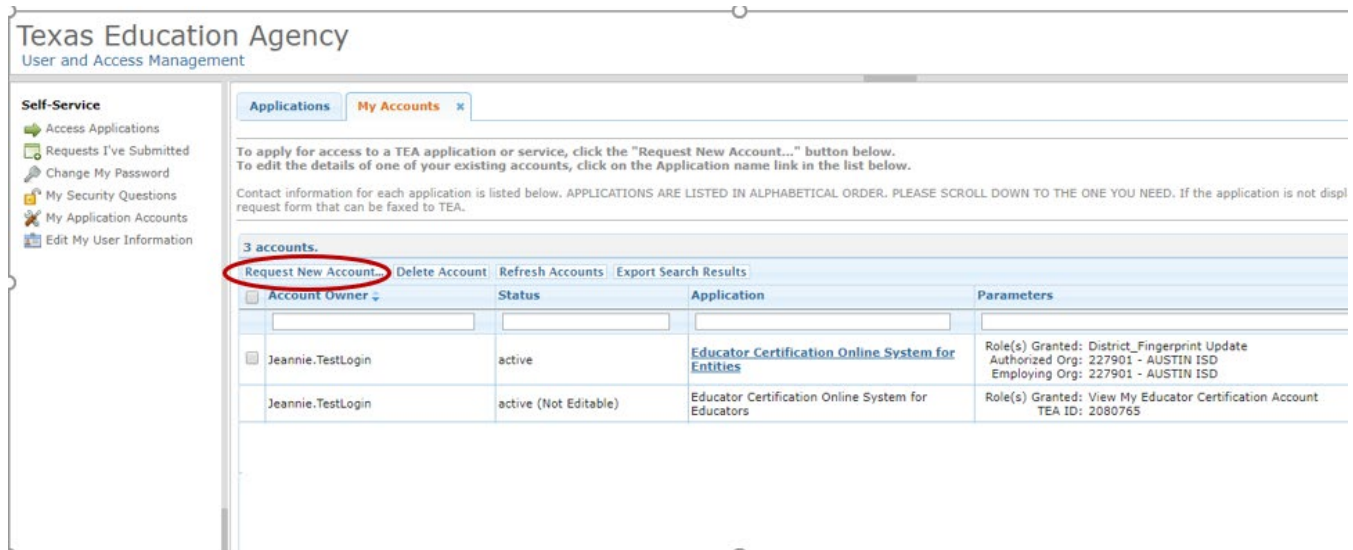 Texas Education Agency
User and Access Management
Self-Service
Access Applications
Requests I've Submitted
Change My Password
My Security Questions
My Application Accounts
Edit My User Information
Applications
My Accounts x
To apply for access to a TEA application or service, click the "Request New Account..." button below.
To edit the details of one of your existing accounts, click on the Application name link in the list below.
Contact information for each application is listed below. APPLICATIONS ARE LISTED IN ALPHABETICAL ORDER. PLEASE SCROLL DOWN TO THE ONE YOU NEED. If the application is not displ
request form that can be faxed to TEA.
3 accounts.
Request New Account... Delete Account Refresh Accounts Export Search Results
Account Owner Status Application Parameters
Jeannie.TestLogin
active
Educator Certification Online System for
Entities
Role(s) Granted: District_Fingerprint Update
Authorized Org: 227901 - AUSTIN ISD
Employing Org: 227901 - AUSTIN ISD
Jeannie.TestLogin
active (Not Editable)
Educator Certification Online System for
Educators
Role(s) Granted: View My Educator Certification Account
TEA ID: 2080765